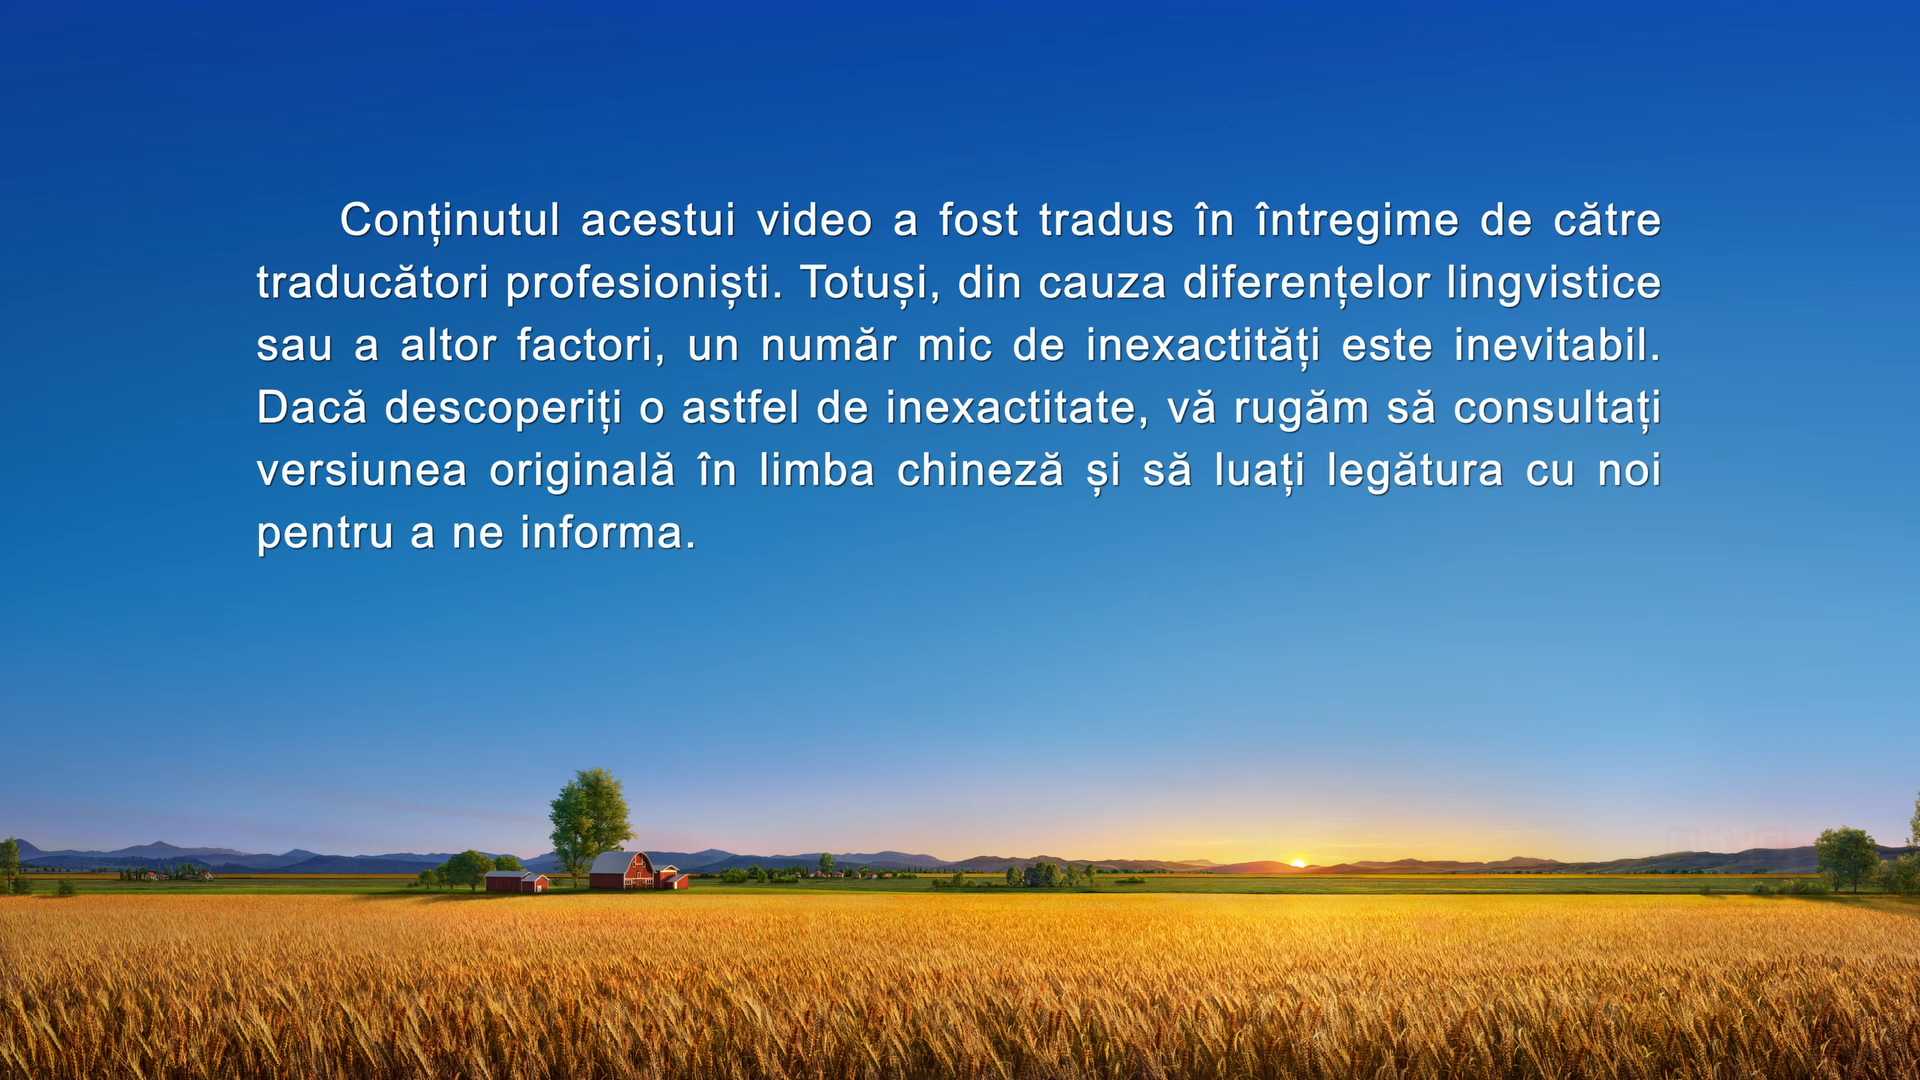 Conținutul acestui video a fost tradus în întregime de către
traducători profesioniști. Totuși, din cauza diferențelor lingvistice
sau a altor factori, un număr mic de inexactități este inevitabil.
Dacă descoperiți o astfel de inexactitate, vă rugăm să consultați
versiunea originală în limba chineză și să luați legătura cu noi
pentru a ne informa.